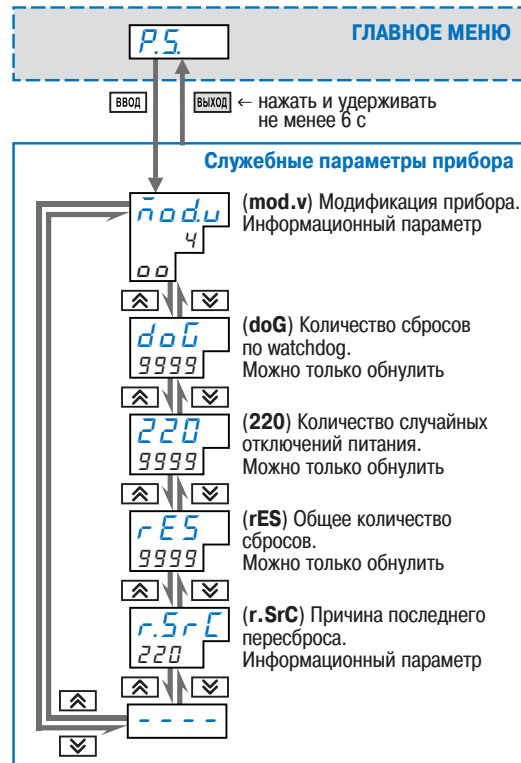 P.S.
ГЛАВНОЕ МЕНЮ
ВВОД
ВЫХОД ← нажать и удерживать
не менее 6 с
Служебные параметры прибора
mod.v
4
oo
(mod.v) Модификация прибора.
Информационный параметр
doG
9999
(doG) Количество сбросов
по watchdog.
Можно только обнулить
220
9999
(220) Количество случайных
отключений питания.
Можно только обнулить
rES
9999
(rES) Общее количество
сбросов.
Можно только обнулить
r.SrC
220
(r.SrC) Причина последнего
пересброса.
Информационный параметр
- - - -